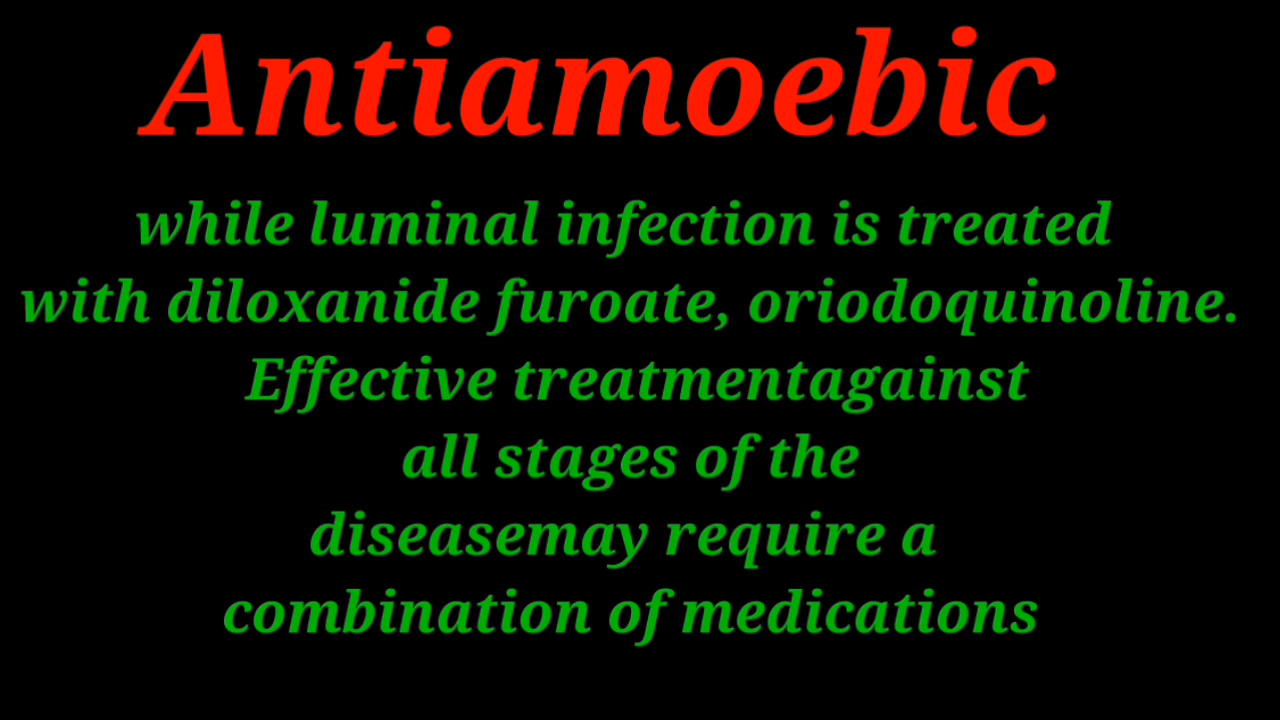 Antiamoebic
while luminal infection is treated
with diloxanide furoate, oriodoquinoline.
Effective treatmentagainst
all stages of the
diseasemay require a
combination of medications